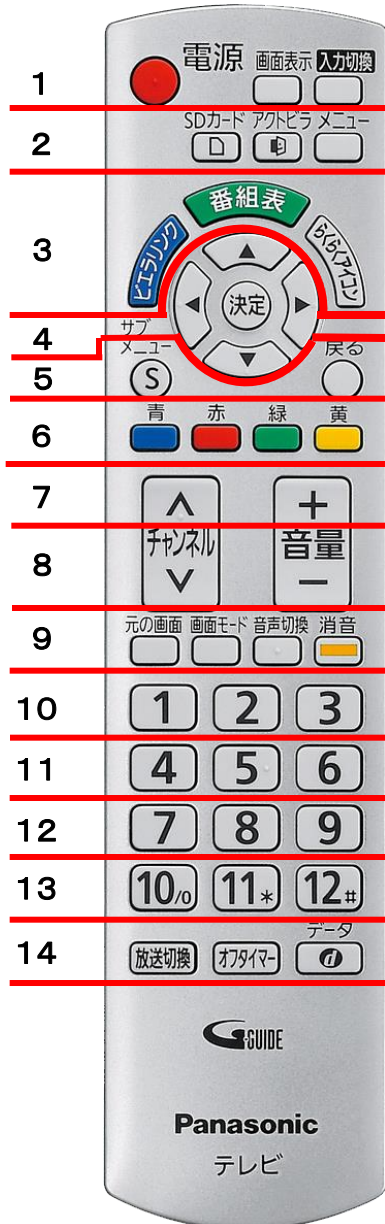 1 電源 画面表示 入力切換
2 SDカード アクトビラ メニュー
3 番組表
ビエラリンク らくらくアイコン
決定
4 サブ
メニュー 戻る
5 S
6 青 赤 緑 黄
7 ∧ +
8 チャンネル 音量
∨ −
9 元の画面 画面モード 音声切換 消音
10 1 2 3
11 4 5 6
12 7 8 9
13 10/0 11* 12#
データ
14 放送切換 オフタイマー d
G-GUIDE
Panasonic
テレビ